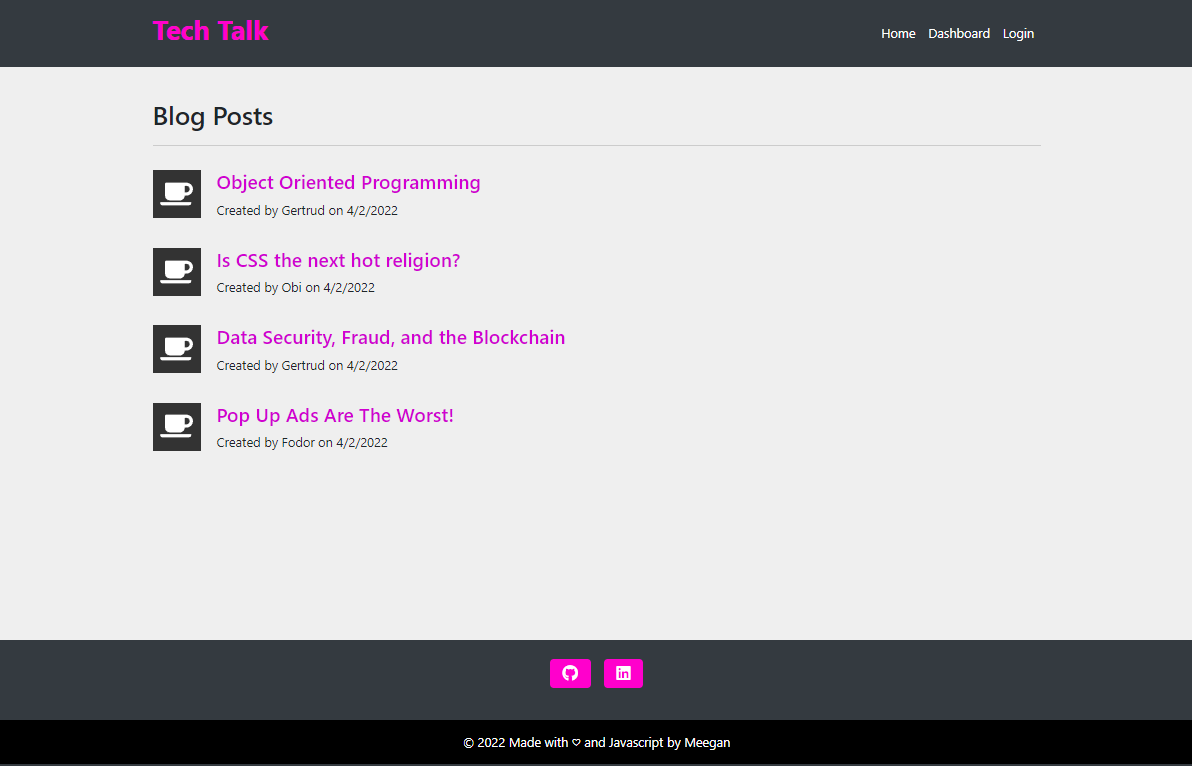 Tech Talk
Home Dashboard Login
Blog Posts
Object Oriented Programming
Created by Gertrud on 4/2/2022
Is CSS the next hot religion?
Created by Obi on 4/2/2022
Data Security, Fraud, and the Blockchain
Created by Gertrud on 4/2/2022
Pop Up Ads Are The Worst!
Created by Fodor on 4/2/2022
in
© 2022 Made with ♡ and Javascript by Meegan